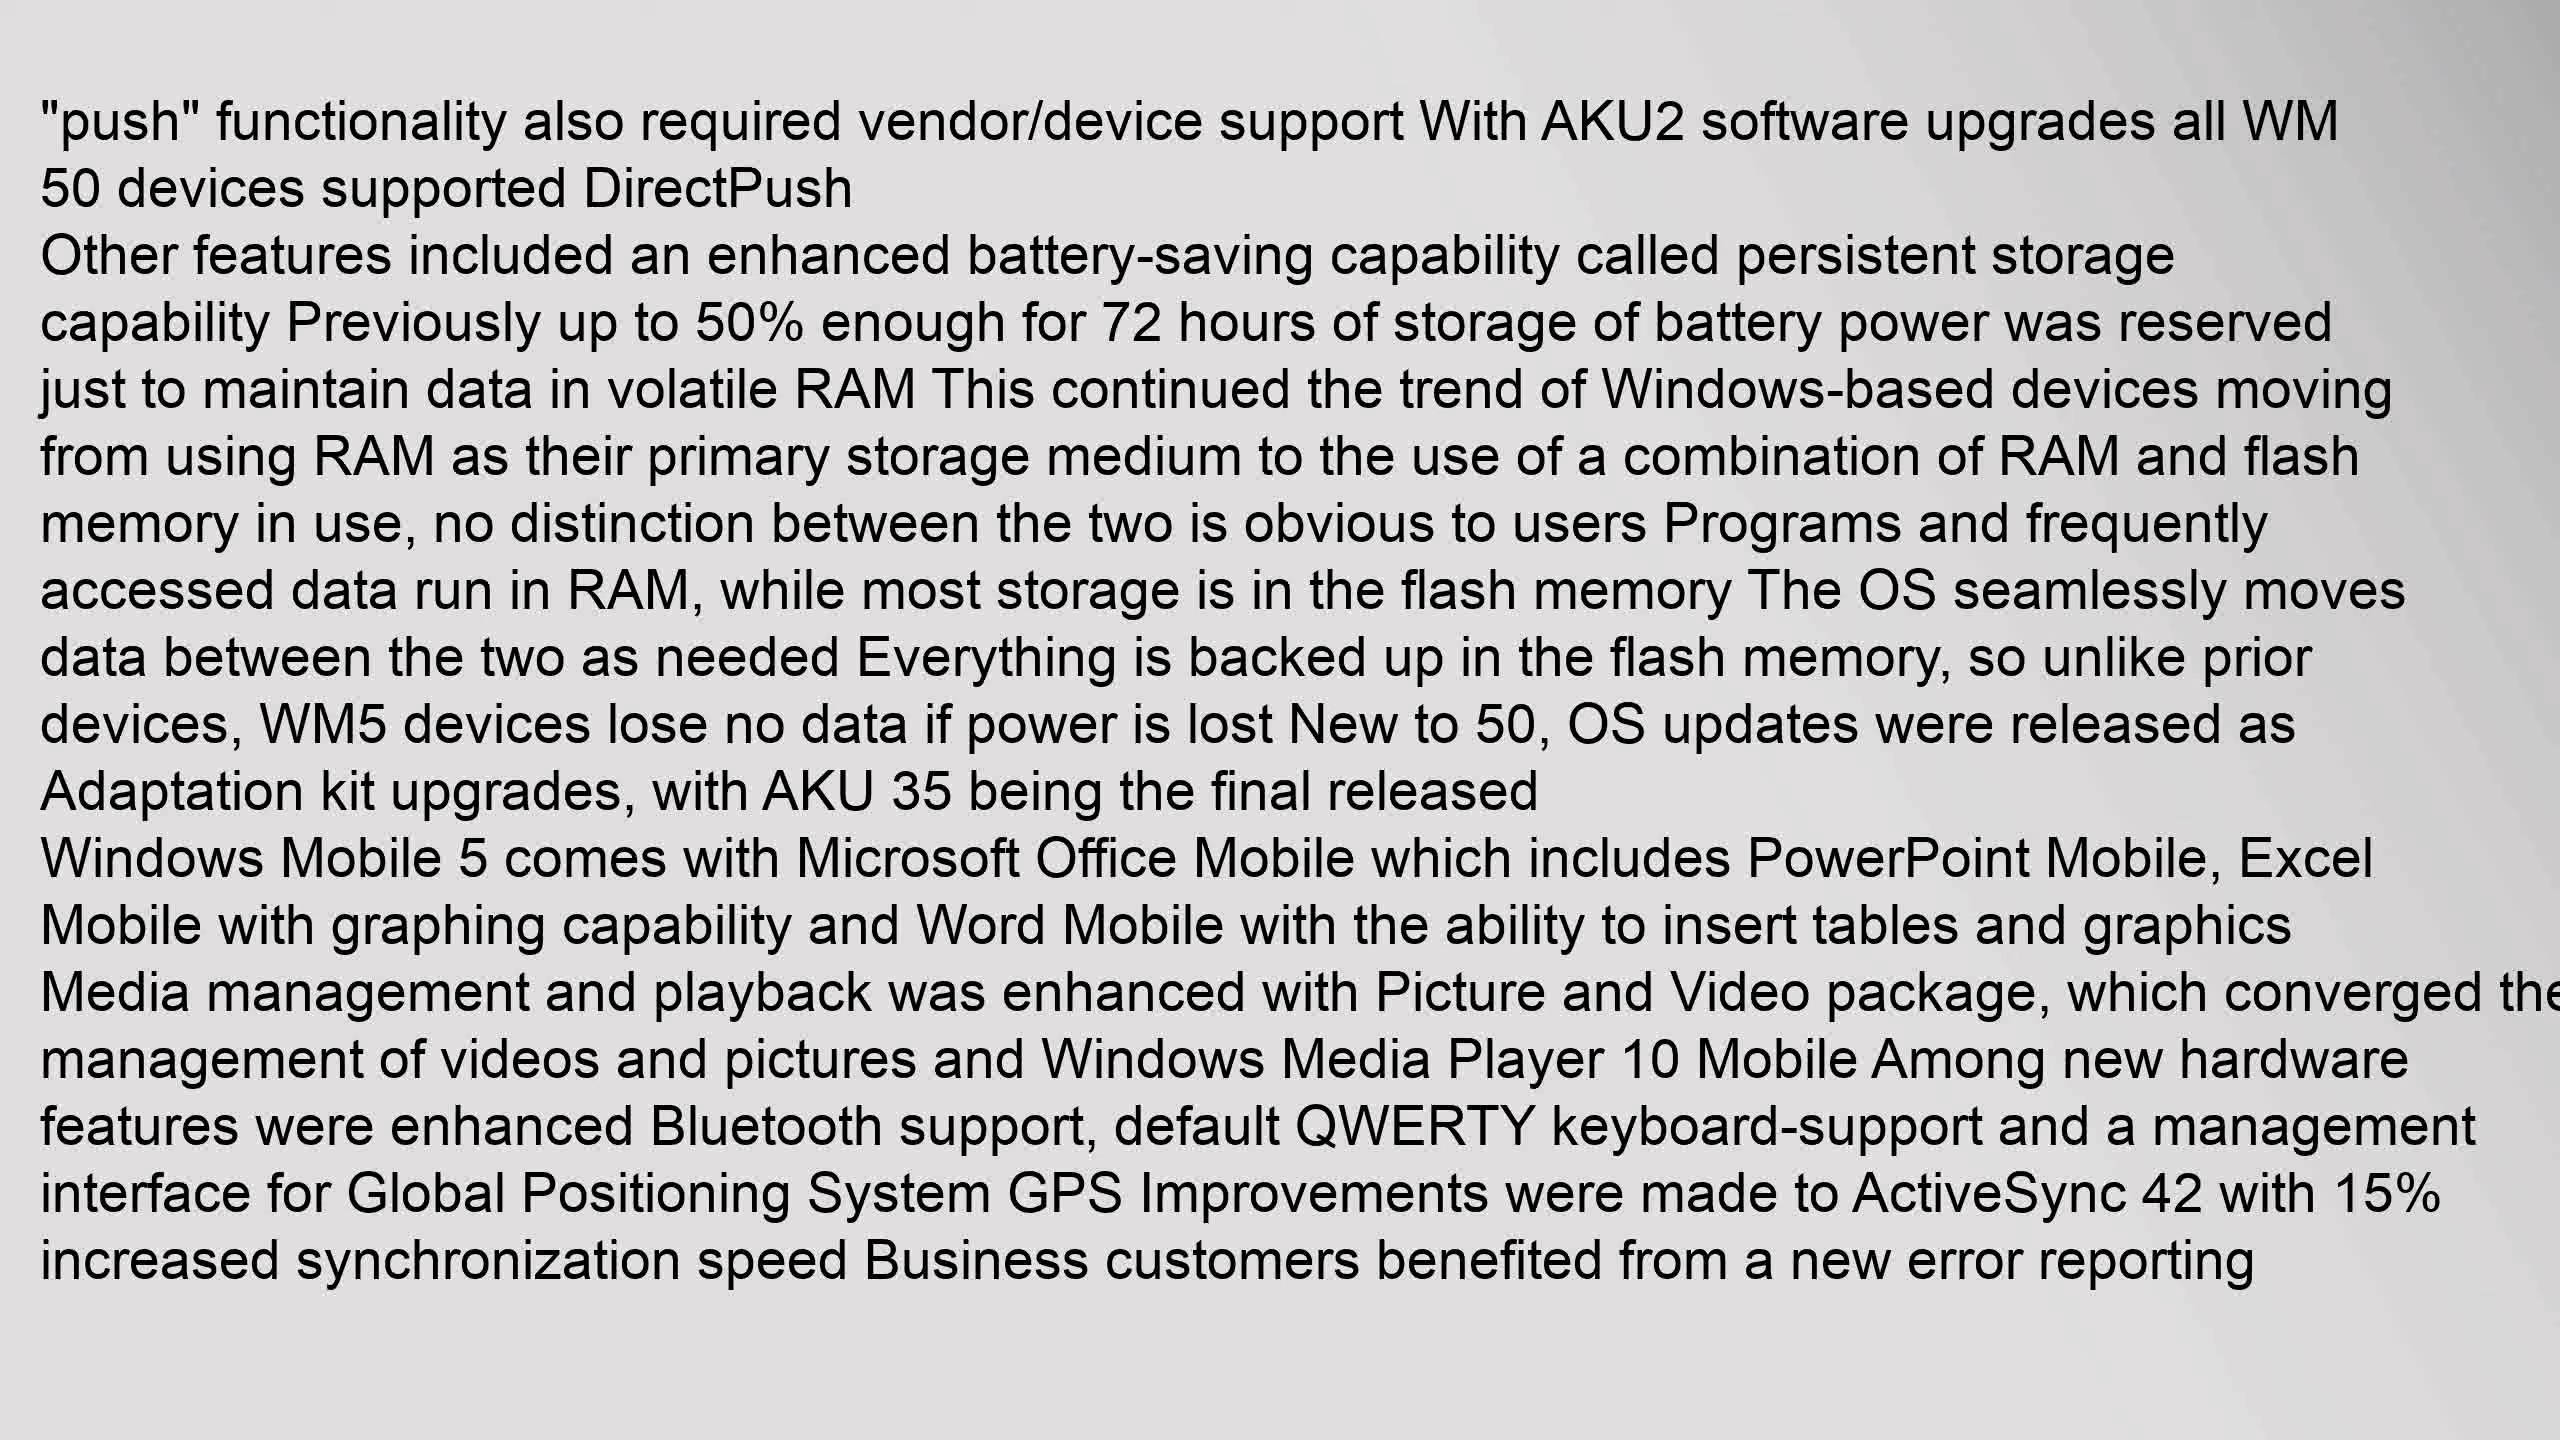 "push" functionality also required vendor/device support With AKU2 software upgrades all WM
50 devices supported DirectPush
Other features included an enhanced battery-saving capability called persistent storage
capability Previously up to 50% enough for 72 hours of storage of battery power was reserved
just to maintain data in volatile RAM This continued the trend of Windows-based devices moving
from using RAM as their primary storage medium to the use of a combination of RAM and flash
memory in use, no distinction between the two is obvious to users Programs and frequently
accessed data run in RAM, while most storage is in the flash memory The OS seamlessly moves
data between the two as needed Everything is backed up in the flash memory, so unlike prior
devices, WM5 devices lose no data if power is lost New to 50, OS updates were released as
Adaptation kit upgrades, with AKU 35 being the final released
Windows Mobile 5 comes with Microsoft Office Mobile which includes PowerPoint Mobile, Excel
Mobile with graphing capability and Word Mobile with the ability to insert tables and graphics
Media management and playback was enhanced with Picture and Video package, which converged the
management of videos and pictures and Windows Media Player 10 Mobile Among new hardware
features were enhanced Bluetooth support, default QWERTY keyboard-support and a management
interface for Global Positioning System GPS Improvements were made to ActiveSync 42 with 15%
increased synchronization speed Business customers benefited from a new error reporting